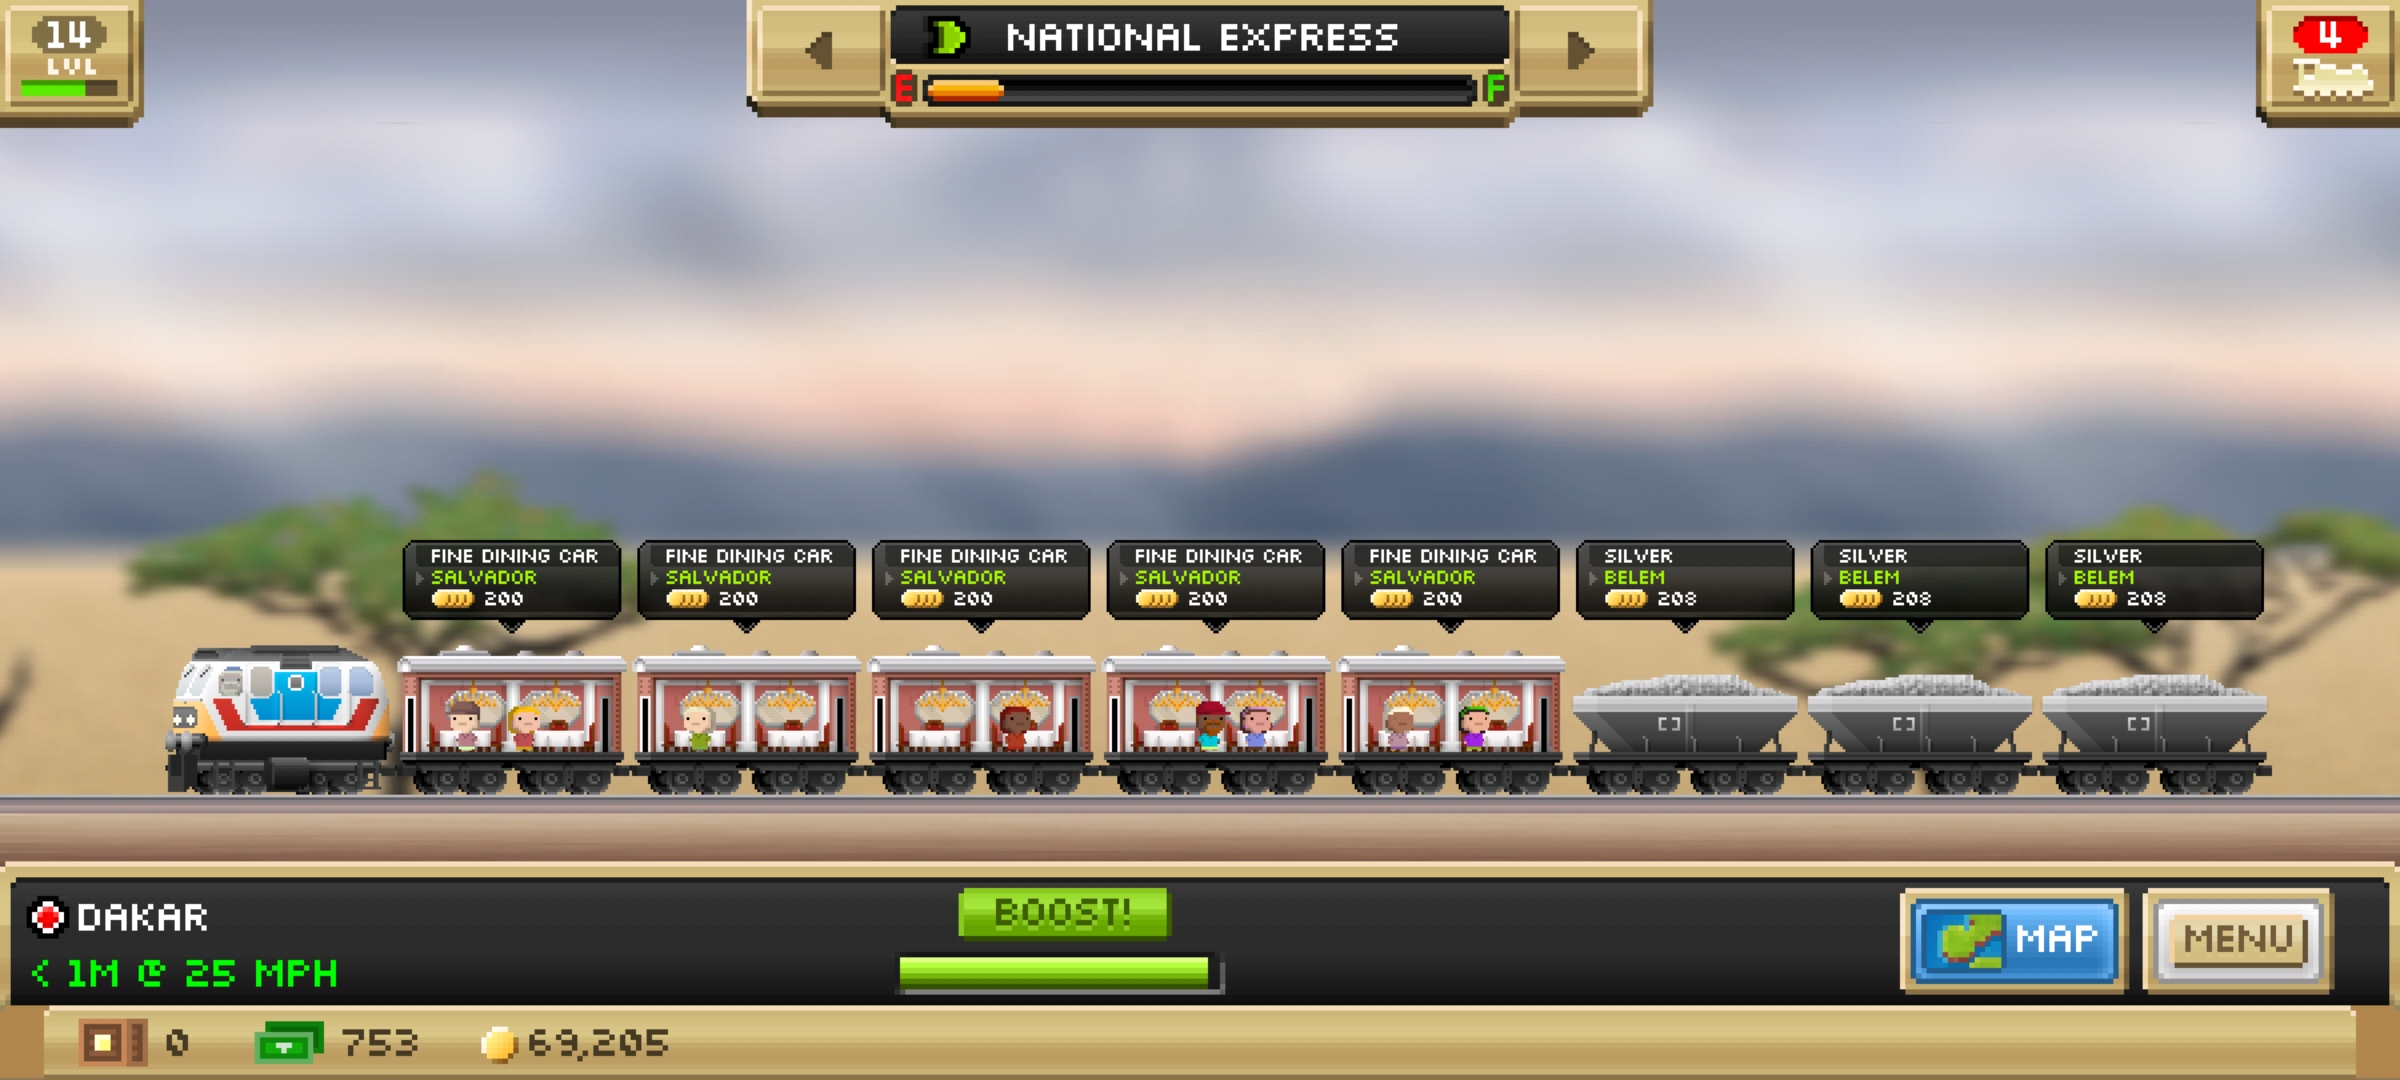 14
LVL
NATIONAL EXPRESS
E F
4
FINE DINING CAR
SALVADOR
200
FINE DINING CAR
SALVADOR
200
FINE DINING CAR
SALVADOR
200
FINE DINING CAR
SALVADOR
200
FINE DINING CAR
SALVADOR
200
SILVER
BELEM
208
SILVER
BELEM
208
SILVER
BELEM
208
DAKAR
< 1M @ 25 MPH
BOOST!
MAP
MENU
0
753
69,205